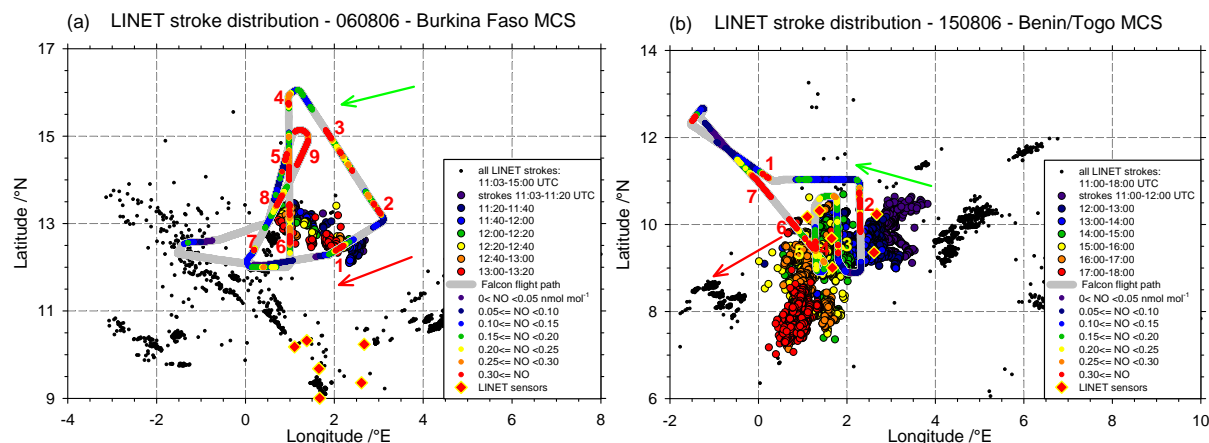 (a) LINET stroke distribution - 060806 - Burkina Faso MCS
17
15
13
11
9
Latitude /°N
-4 -2 0 2 4 6 8
Longitude /°E
4
3
5
9
8
2
7
6
1
all LINET strokes:
11:03-15:00 UTC
strokes 11:03-11:20 UTC
11:20-11:40
11:40-12:00
12:00-12:20
12:20-12:40
12:40-13:00
13:00-13:20
Falcon flight path
0< NO <0.05 nmol mol-1
0.05<= NO <0.10
0.10<= NO <0.15
0.15<= NO <0.20
0.20<= NO <0.25
0.25<= NO <0.30
0.30<= NO
LINET sensors
(b) LINET stroke distribution - 150806 - Benin/Togo MCS
14
12
10
8
6
Latitude /°N
-2 0 2 4 6 8 10
Longitude /°E
1
7
2
6
3
5
all LINET strokes:
11:00-18:00 UTC
strokes 11:00-12:00 UTC
12:00-13:00
13:00-14:00
14:00-15:00
15:00-16:00
16:00-17:00
17:00-18:00
Falcon flight path
0< NO <0.05 nmol mol-1
0.05<= NO <0.10
0.10<= NO <0.15
0.15<= NO <0.20
0.20<= NO <0.25
0.25<= NO <0.30
0.30<= NO
LINET sensors